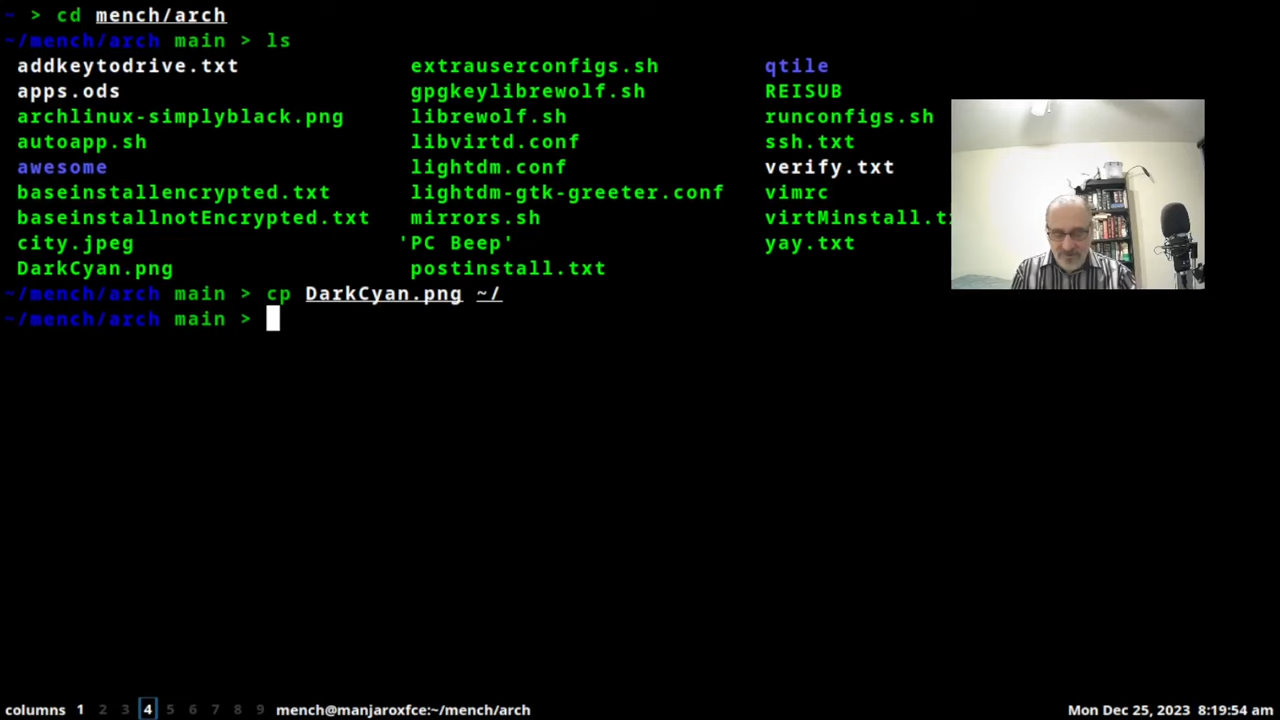 ~ > cd mench/arch
~/mench/arch main > ls
addkeytodrive.txt extrauserconfigs.sh qtile
apps.ods gpgkeylibrewolf.sh REISUB
archlinux-simplyblack.png librewolf.sh runconfigs.sh
autoapp.sh libvirtd.conf ssh.txt
awesome lightdm.conf verify.txt
baseinstallencrypted.txt lightdm-gtk-greeter.conf vimrc
baseinstallnotEncrypted.txt mirrors.sh
city.jpeg 'PC Beep' yay.txt
DarkCyan.png postinstall.txt
~/mench/arch main > cp DarkCyan.png ~/
~/mench/arch main >
columns 1 2 3 4 5 6 7 8 9 mench@manjaroxfce:~/mench/arch Mon Dec 25, 2023 8:19:54 am